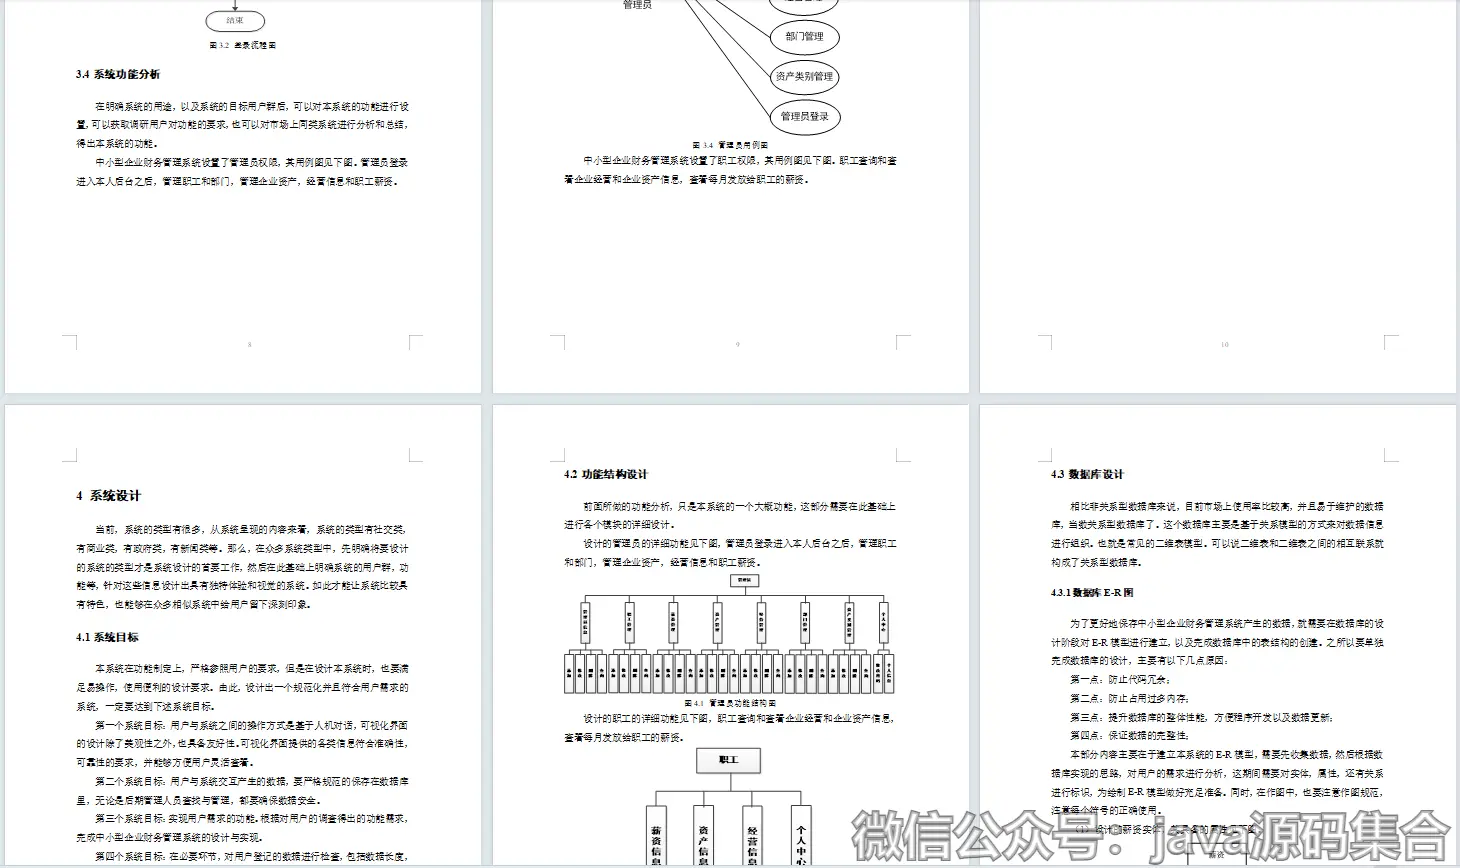 结束
图 3.2 登录流程图
3.4 系统功能分析
在明确系统的用途，以及系统的目标用户群后，可以对本系统的功能进行设
置，可以获取调研用户对功能的要求，也可以对市场上同类系统进行分析和总结，
得出本系统的功能。
中小型企业财务管理系统设置了管理员权限，其用例图见下图。管理员登录
进入本人后台之后，管理职工和部门，管理企业资产，经营信息和职工薪资。
8
管理员
部门管理
资产类别管理
管理员登录
图 3.4 管理员用例图
中小型企业财务管理系统设置了职工权限，其用例图见下图。职工查询和查
看企业经营和企业资产信息，查看每月发放给职工的薪资。
9
10
4 系统设计
当前，系统的类型有很多，从系统呈现的内容来看，系统的类型有社交类，
有商业类，有政府类，有新闻类等。那么，在众多系统类型中，先明确将要设计
的系统的类型才是系统设计的首要工作，然后在此基础上明确系统的用户群，功
能等，针对这些信息设计出具有独特体验和视觉的系统。如此才能让系统比较具
有特色，也能够在众多相似系统中给用户留下深刻印象。
4.1 系统目标
本系统在功能制定上，严格参照用户的要求，但是在设计本系统时，也要满
足易操作，使用便利的设计要求。由此，设计出一个规范化并且符合用户需求的
系统，一定要达到下述系统目标。
第一个系统目标：用户与系统之间的操作方式是基于人机对话，可视化界面
的设计除了美观性之外，也具备友好性。可视化界面提供的各类信息符合准确性，
可靠性的要求，并能够方便用户灵活查看。
第二个系统目标：用户与系统交互产生的数据，要严格规范的保存在数据库
里，无论是后期管理人员查找与管理，都要确保数据安全。
第三个系统目标：实现用户需求的功能。根据对用户的调查得出的功能需求，
完成中小型企业财务管理系统的设计与实现。
第四个系统目标：在必要环节，对用户登记的数据进行检查，包括数据长度，
4.2 功能结构设计
前面所做的功能分析，只是本系统的一个大概功能，这部分需要在此基础上
进行各个模块的详细设计。
设计的管理员的详细功能见下图，管理员登录进入本人后台之后，管理职工
和部门，管理企业资产，经营信息和职工薪资。
管理员
职工管理
资产管理
经营管理
部门管理
资产类别管理
个人中心
图 4.1 管理员功能结构图
设计的职工的详细功能见下图，职工查询和查看企业经营和企业资产信息，
查看每月发放给职工的薪资。
职工
薪资信息
资产信息
经营信息
个人中心
4.3 数据库设计
相比非关系型数据库来说，目前市场上使用率比较高，并且易于维护的数据
库，当数关系型数据库了。这个数据库主要是基于关系模型的方式来对数据信息
进行组织。也就是常见的二维表模型。可以说二维表和二维表之间的相互联系就
构成了关系型数据库。
4.3.1 数据库 E-R 图
为了更好地保存中小型企业财务管理系统产生的数据，就需要在数据库的设
计阶段对 E-R 模型进行建立，以及完成数据库中的表结构的创建。之所以要单独
完成数据库的设计，主要有以下几点原因：
第一点：防止代码冗余；
第二点：防止占用过多内存；
第三点：提升数据库的整体性能，方便程序开发以及数据更新；
第四点：保证数据的完整性；
本部分内容主要在于建立本系统的 E-R 模型，需要先收集数据，然后根据数
据库实现的思路，对用户的需求进行分析，这期间需要对实体，属性，还有关系
进行标识，为绘制 E-R 模型做好充足准备。同时，在作图中，也要注意作图规范，
注意每个符号的正确使用。
（1）设计的薪资实体，其具备的属性见下图。
薪资
微信公众号：java源码集合